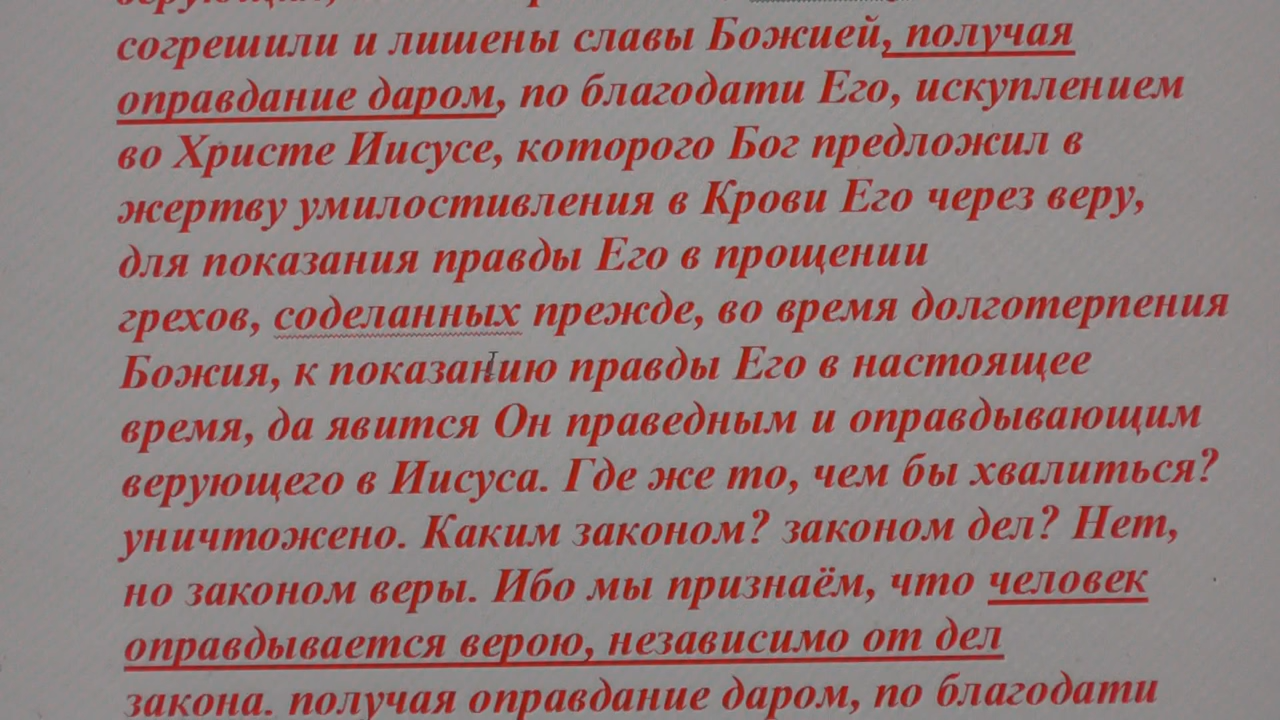 согрешили и лишены славы Божией, получая
оправдание даром, по благодати Его, искуплением
во Христе Иисусе, которого Бог предложил в
жертву умилостивления в Крови Его через веру,
для показания правды Его в прощении
грехов, соделанных прежде, во время долготерпения
Божия, к показанию правды Его в настоящее
время, да явится Он праведным и оправдывающим
верующего в Иисуса. Где же то, чем бы хвалиться?
уничтожено. Каким законом? законом дел? Нет,
но законом веры. Ибо мы признаём, что человек
оправдывается верою, независимо от дел
закона. получая оправдание даром, по благодати